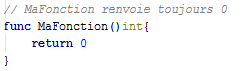 // MaFonction renvoie toujours 0
func MaFonction()int{
    return 0
}